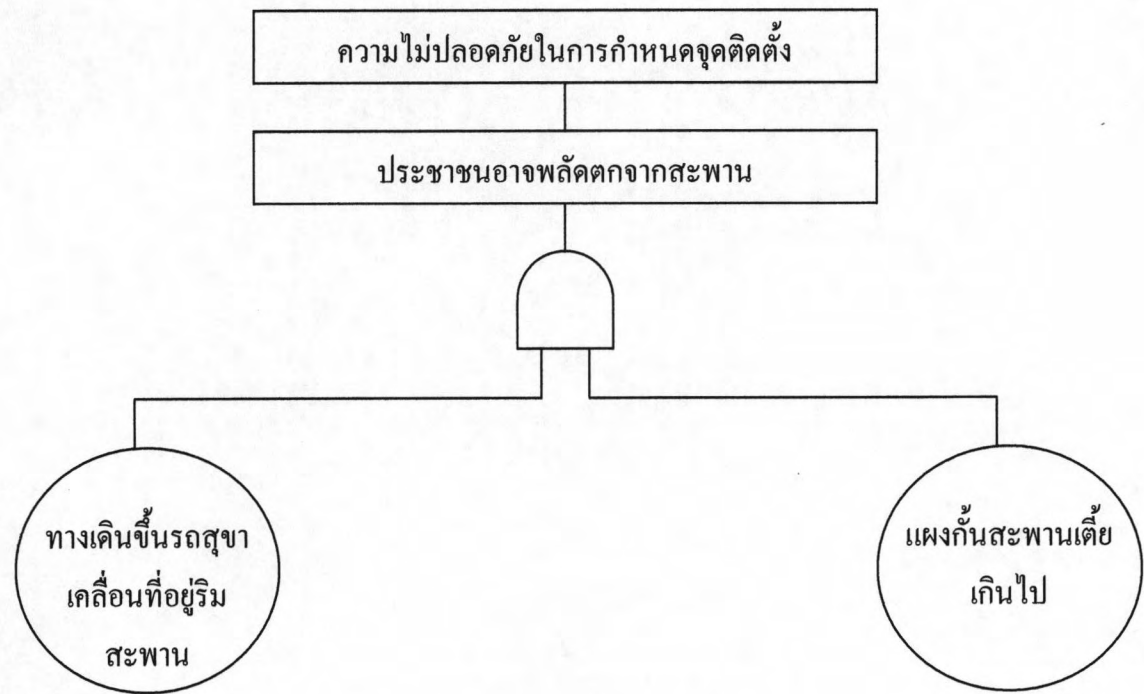 ความไม่ปลอดภัยในการกำหนดจุดติดตั้ง
ประชาชนอาจพลัดตกจากสะพาน
ทางเดินขึ้นรถสุขา
เคลื่อนที่อยู่ริม
สะพาน
แผงกั้นสะพานเตี้ย
เกินไป